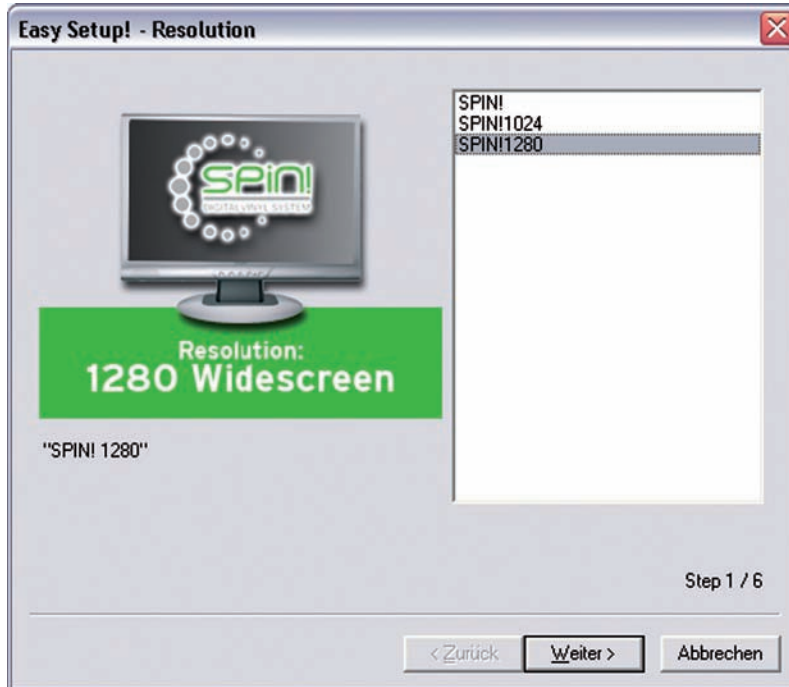 Easy Setup! - Resolution
SPIN!
DIGITAL VINYL SYSTEM
Resolution:
1280 Widescreen
"SPIN! 1280"
SPIN!
SPIN!1024
SPIN!1280
Step 1 / 6
< Zurück
Weiter >
Abbrechen